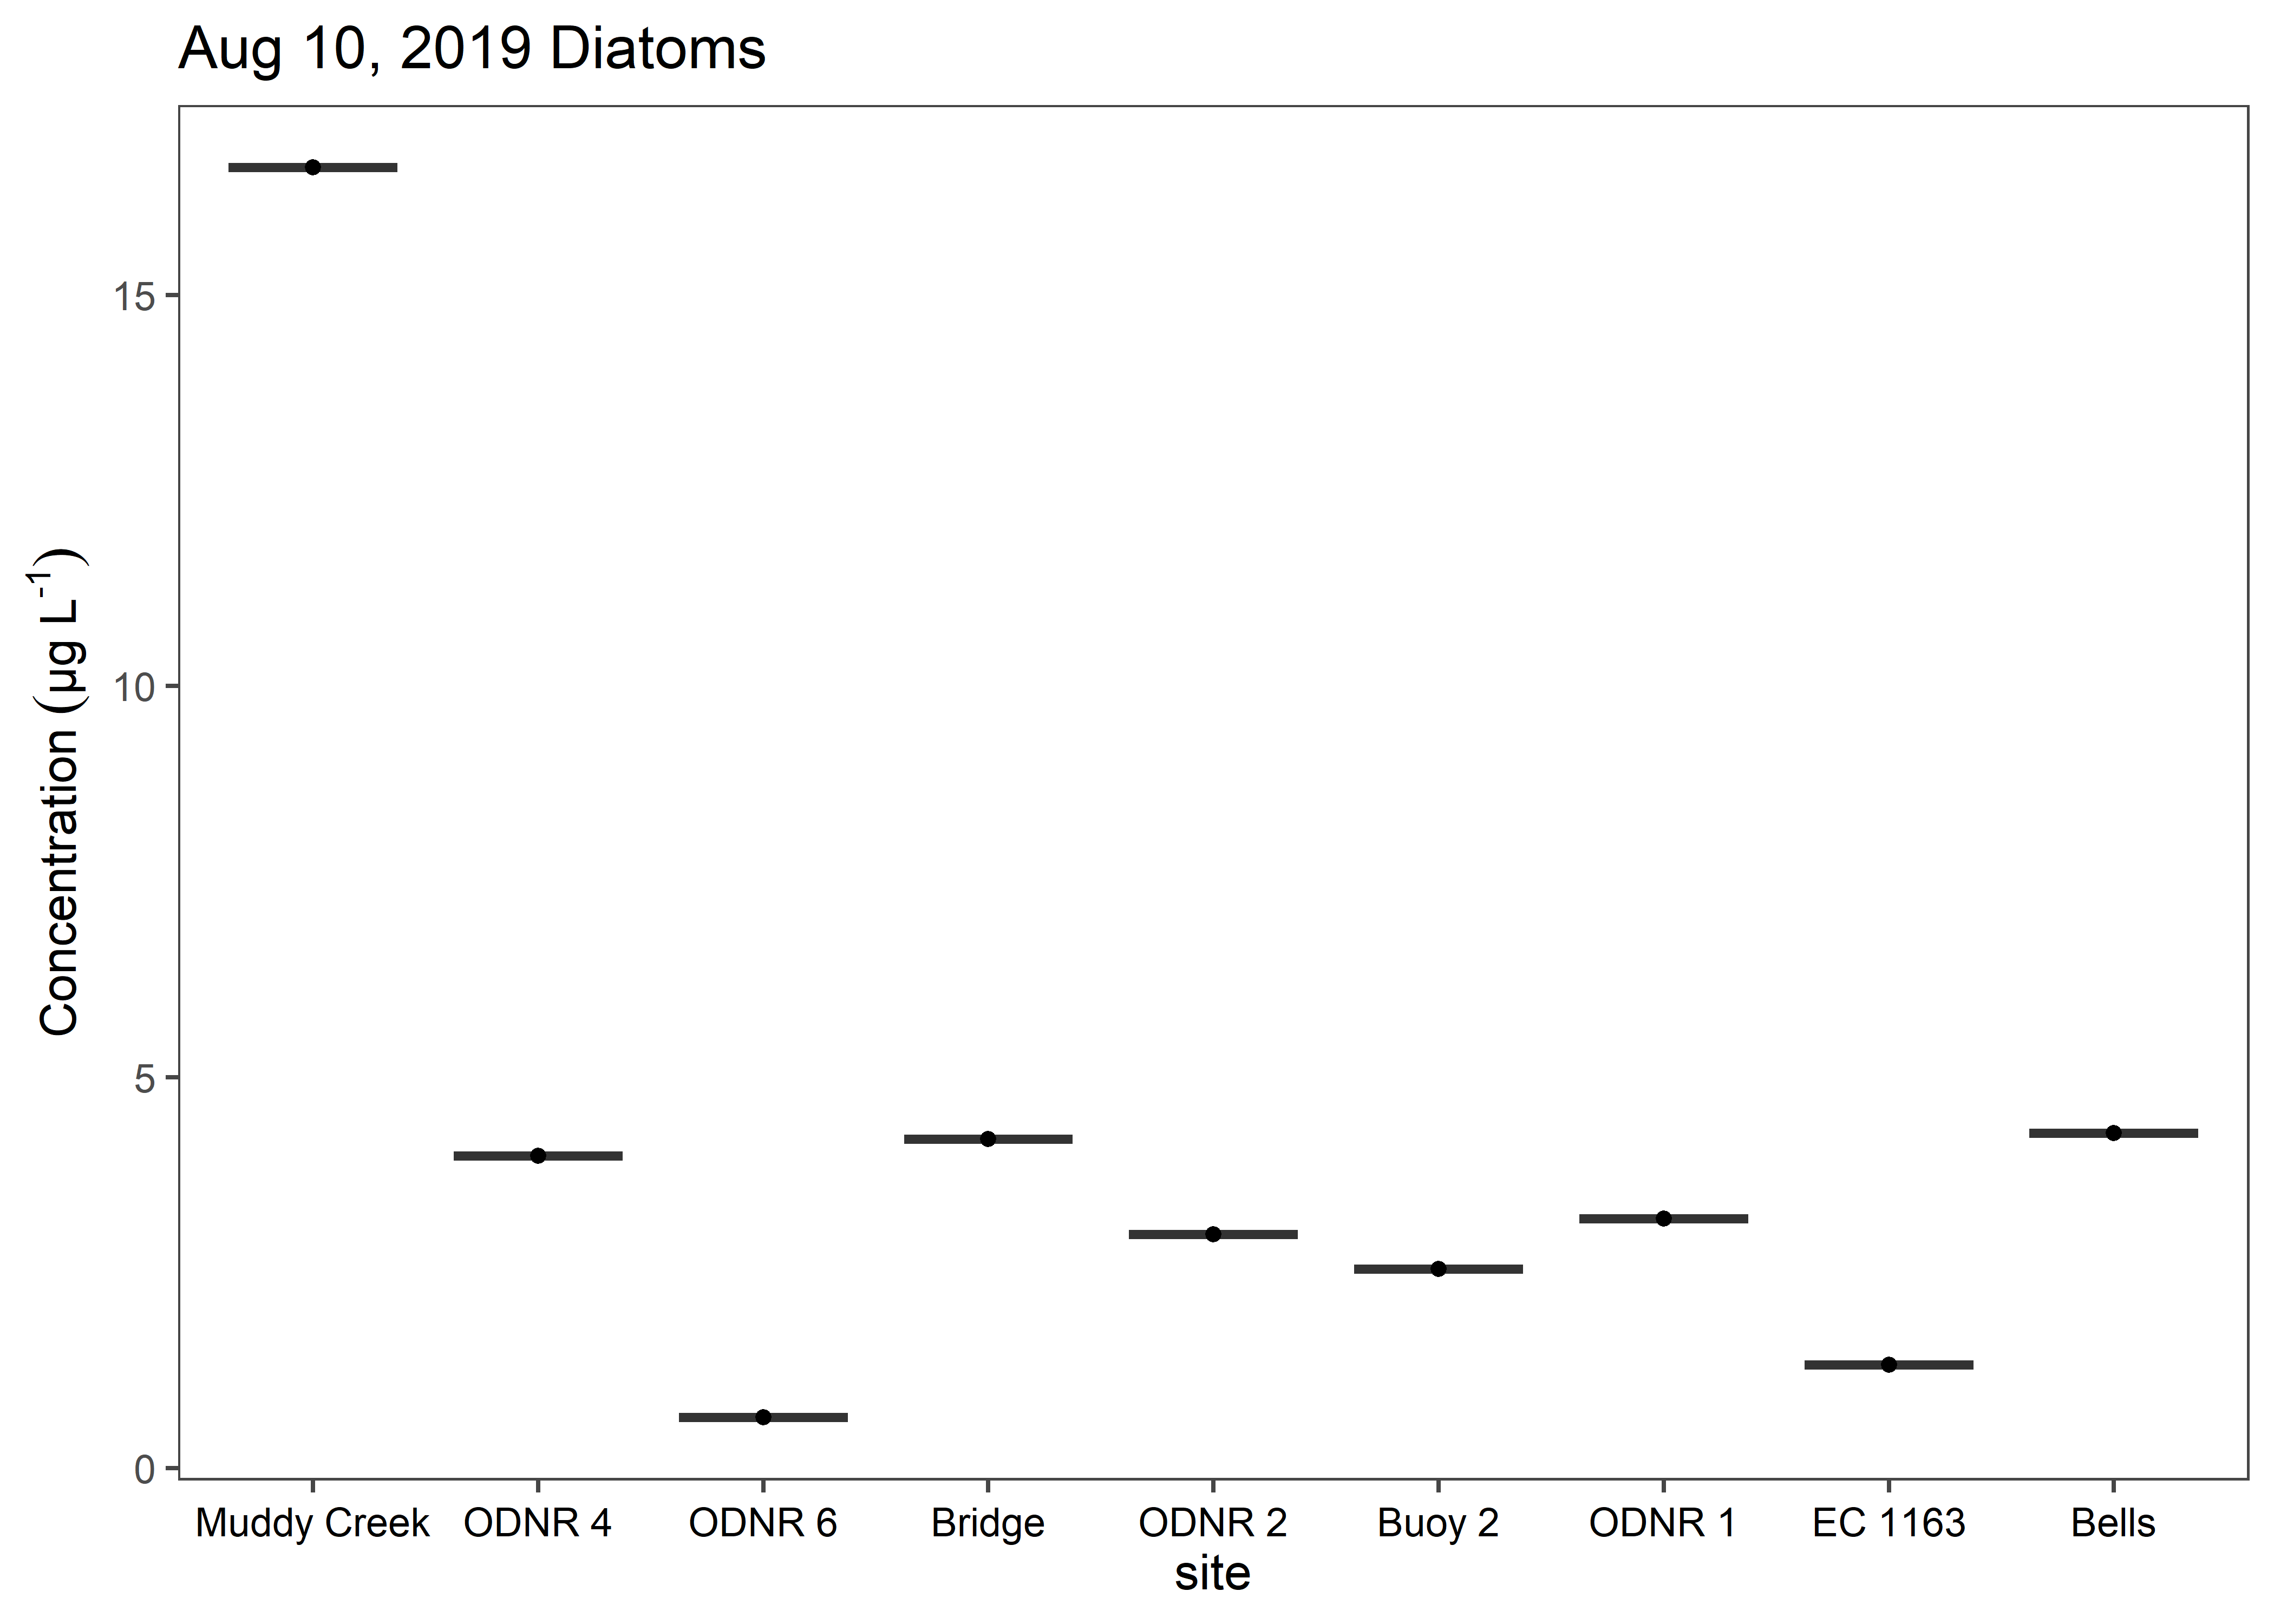 Aug 10, 2019 Diatoms
Concentration (µg L⁻¹)
15
10
5
0
Muddy Creek ODNR 4 ODNR 6 Bridge ODNR 2 Buoy 2 ODNR 1 EC 1163 Bells
site